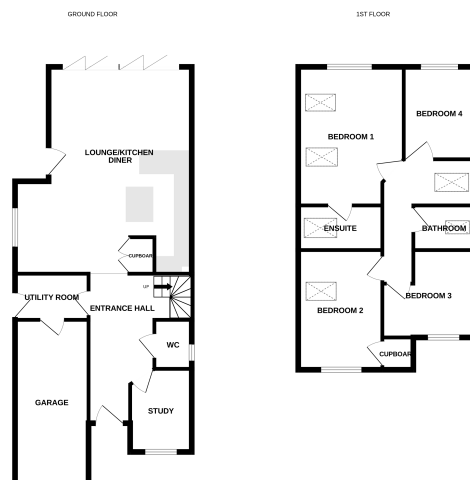 GROUND FLOOR
1ST FLOOR
LOUNGE/KITCHEN
DINER
CUPBOARD
UP
UTILITY ROOM
ENTRANCE HALL
WC
GARAGE
STUDY
BEDROOM 1
BEDROOM 4
ENSUITE
BATHROOM
BEDROOM 2
BEDROOM 3
CUPBOARD